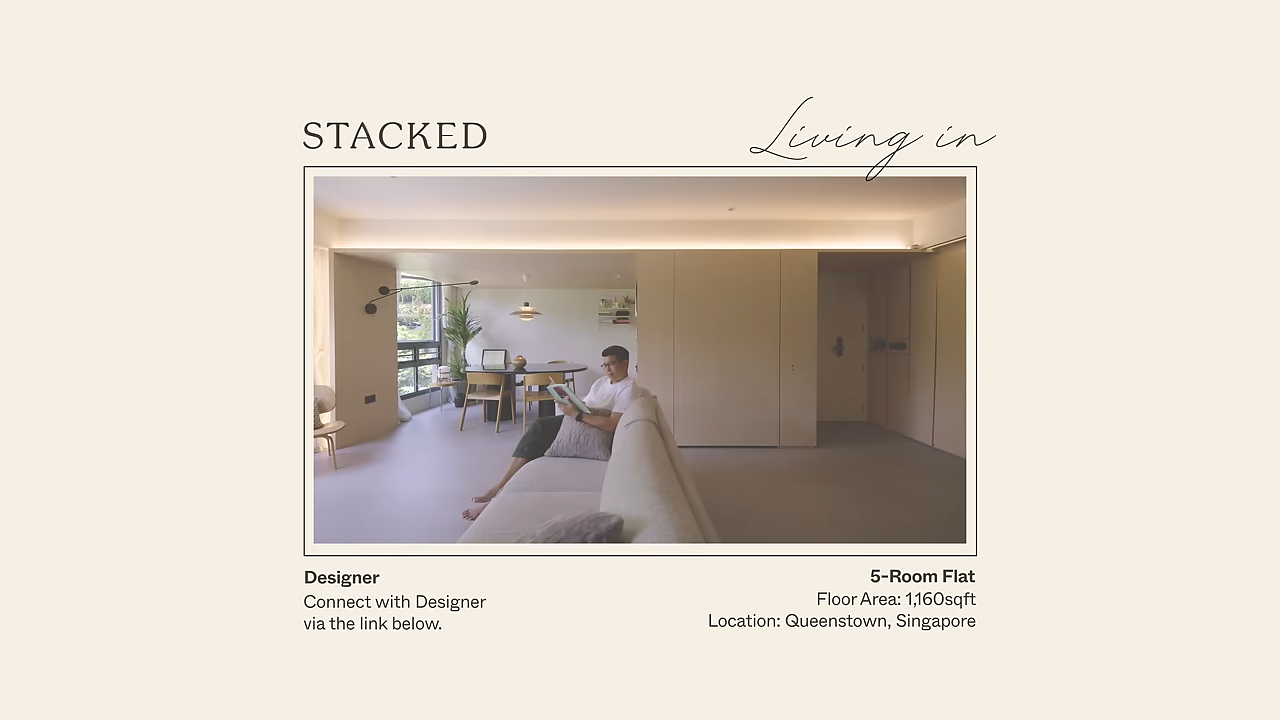 STACKED
Living in
Designer
Connect with Designer
via the link below.
5-Room Flat
Floor Area: 1,160sqft
Location: Queenstown, Singapore